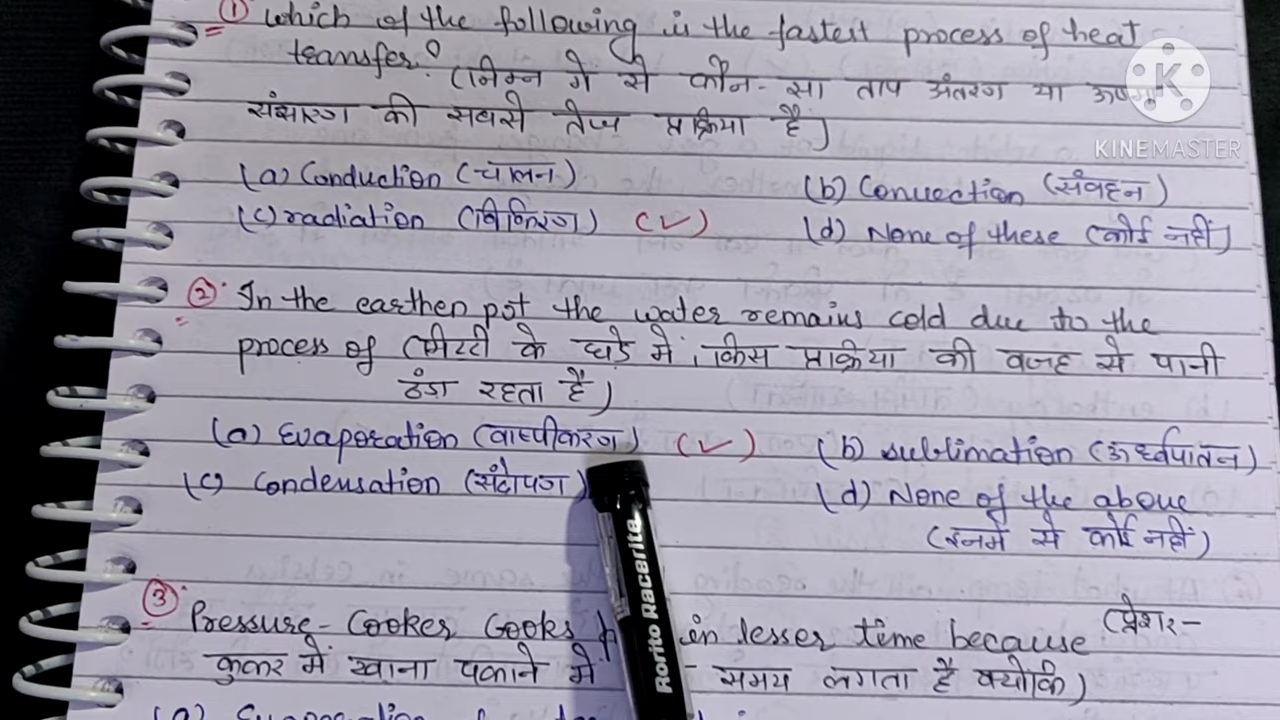 ① Which of the following is the fastest process of heat
transfer? (निम्न में से कौन-सा ताप अंतरण या ऊष्मा
संचारण की सबसे तेज प्रक्रिया है)
(a) Conduction (चालन) (b) Convection (संवहन)
(c) radiation (विकिरण) (✓) (d) None of these (कोई नहीं)
② In the earthen pot the water remains cold due to the
process of (मिट्टी के घड़े में, किस प्रक्रिया की वजह से पानी
ठंडा रहता है)
(a) Evaporation (वाष्पीकरण) (✓) (b) sublimation (ऊर्ध्वपातन)
(c) Condensation (संघनन) (d) None of the above
(इनमें से कोई नहीं)
③ Pressure-Cooker Cooks in lesser time because (प्रेशर-
कुकर में खाना पकाने में समय लगता है क्योंकि)
(a) Evaporation
K
KINEMASTER
Rorito Racerite